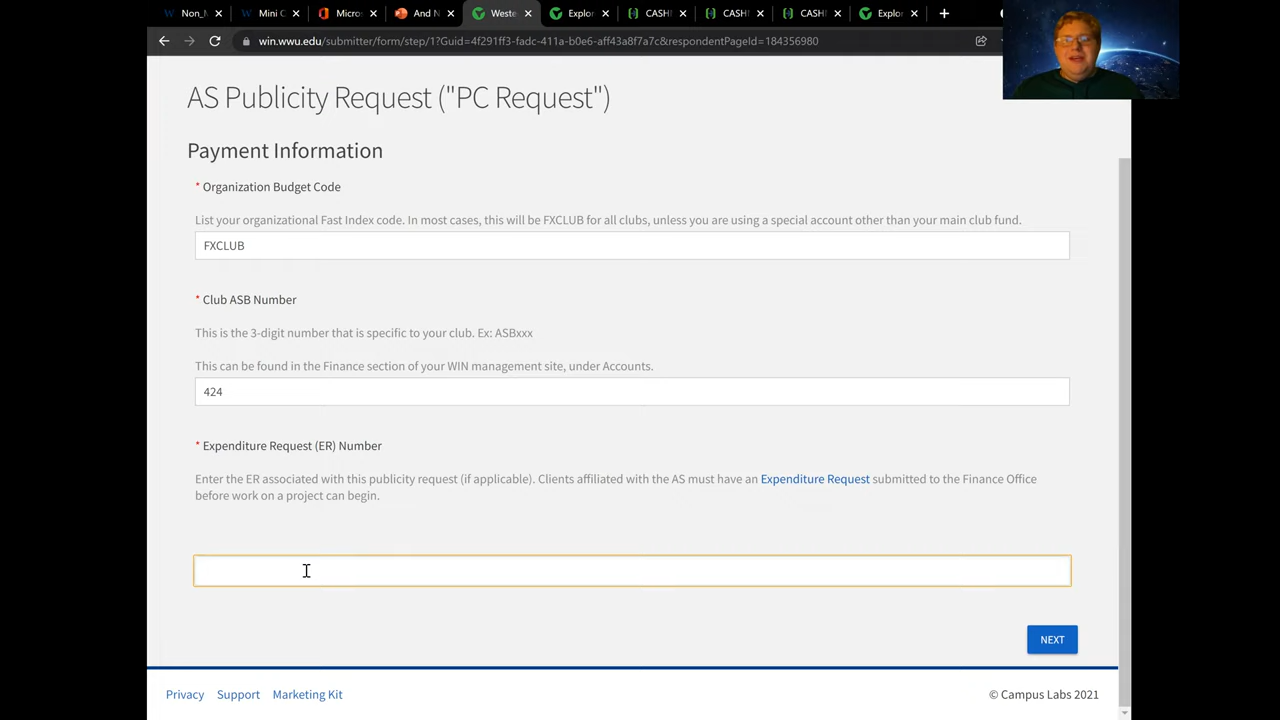 Non_M
Mini C
Micros
And N
Weste
Explor
CASHI
CASHI
CASHI
Explor
win.wwu.edu/submitter/form/step/1?Guid=4f291ff3-fadc-411a-b0e6-aff43a8f7a7c&respondentPageId=184356980
AS Publicity Request ("PC Request")
Payment Information
* Organization Budget Code
List your organizational Fast Index code. In most cases, this will be FXCLUB for all clubs, unless you are using a special account other than your main club fund.
FXCLUB
* Club ASB Number
This is the 3-digit number that is specific to your club. Ex: ASBxxx
This can be found in the Finance section of your WIN management site, under Accounts.
424
* Expenditure Request (ER) Number
Enter the ER associated with this publicity request (if applicable). Clients affiliated with the AS must have an Expenditure Request submitted to the Finance Office
before work on a project can begin.
NEXT
Privacy Support Marketing Kit
© Campus Labs 2021